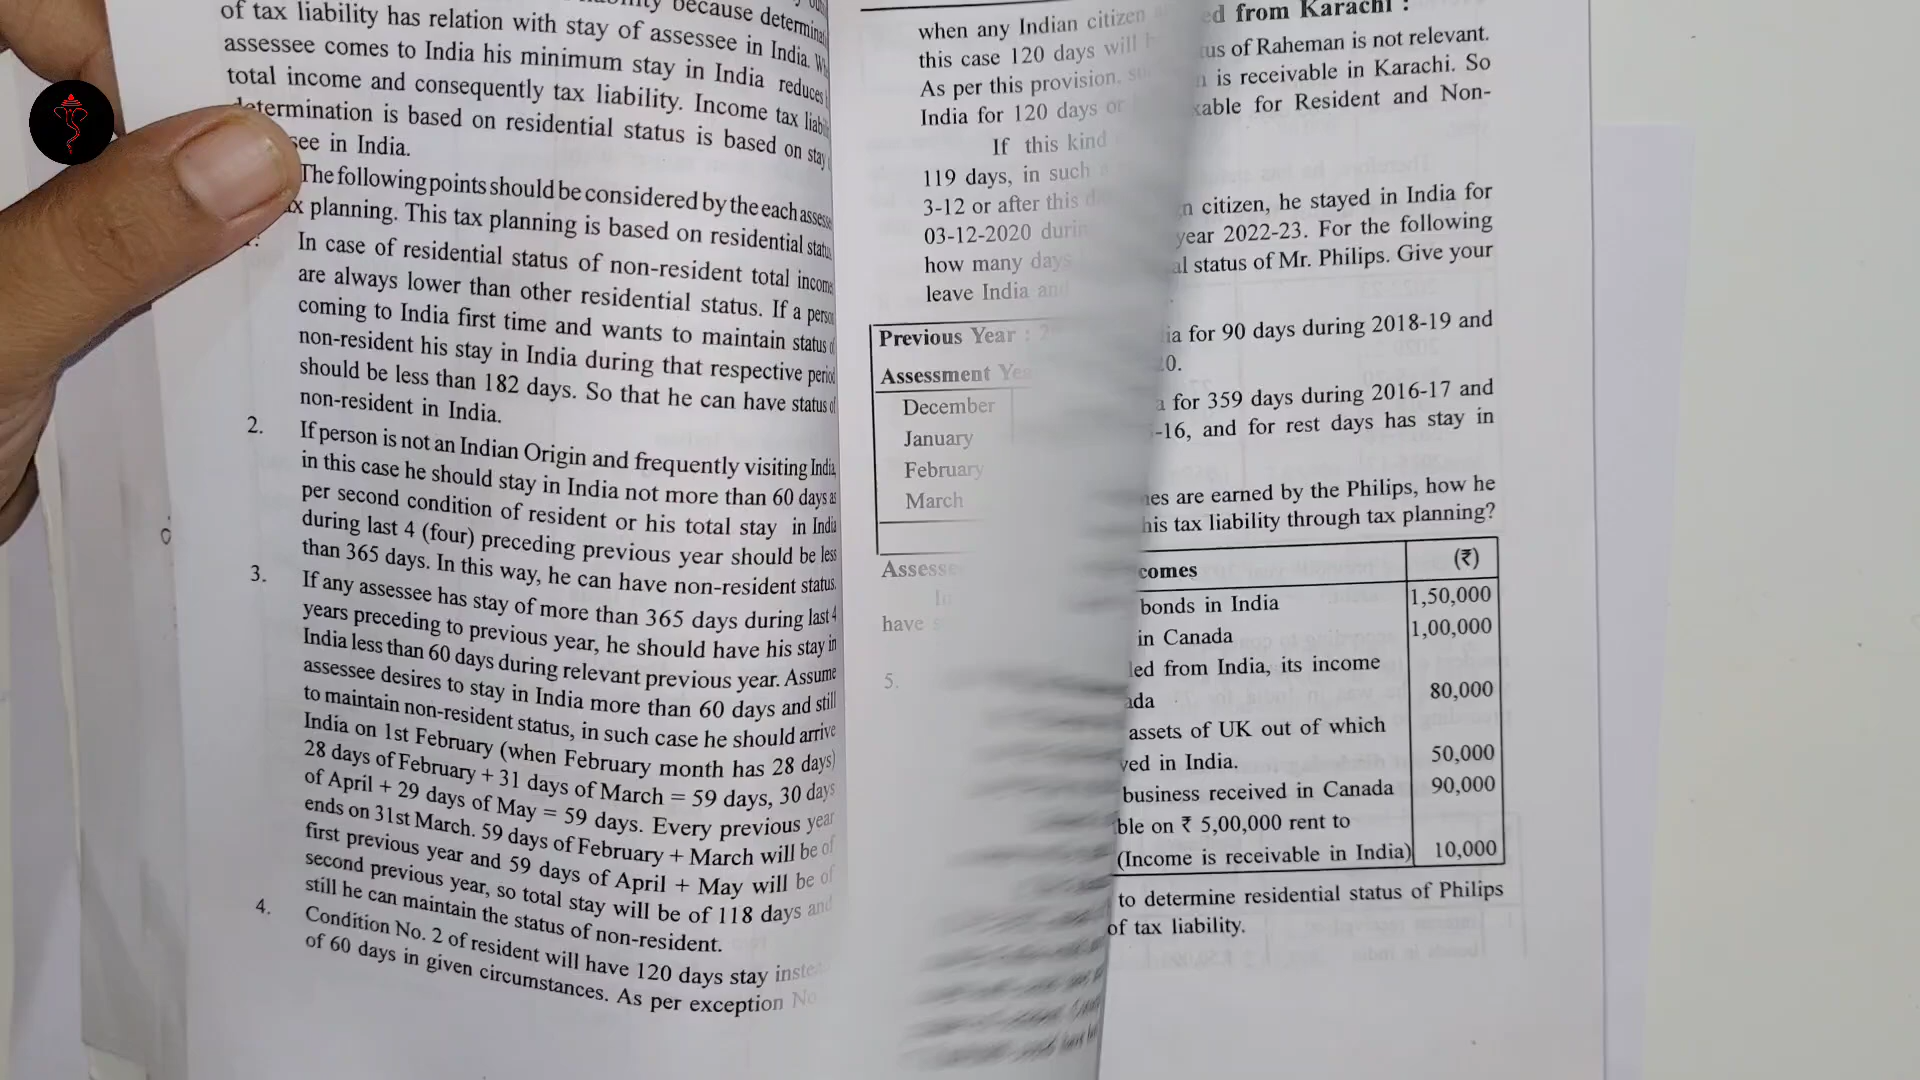 because
of tax liability has relation with stay of assessee in India.
assessee comes to India his minimum stay in India reduces
total income and consequently tax liability. Income tax
determination is based on residential status is based on stay
see in India.
The following points should be considered by the each
x planning. This tax planning is based on residential
In case of residential status of non-resident total income
are always lower than other residential status. If a
coming to India first time and wants to maintain status
non-resident his stay in India during that respective
should be less than 182 days. So that he can have status
non-resident in India.
2. If person is not an Indian Origin and frequently visiting India
in this case he should stay in India not more than 60 days as
per second condition of resident or his total stay in India
during last 4 (four) preceding previous year should be less
than 365 days. In this way, he can have non-resident status.
3. If any assessee has stay of more than 365 days during last 4
years preceding to previous year, he should have his stay in
India less than 60 days during relevant previous year. Assume
assessee desires to stay in India more than 60 days and still
to maintain non-resident status, in such case he should arrive
India on 1st February (when February month has 28 days)
28 days of February + 31 days of March = 59 days, 30 days
of April + 29 days of May = 59 days. Every previous year
ends on 31st March. 59 days of February + March will be of
first previous year and 59 days of April + May will be of
second previous year, so total stay will be of 118 days and
still he can maintain the status of non-resident.
4. Condition No. 2 of resident will have 120 days stay
of 60 days in given circumstances. As per exception No
when any Indian citizen
this case 120 days will
As per this provision,
India for 120 days or
If this kind
119 days, in such
3-12 or after this
03-12-2020
how many days
leave India and
Previous Year :
Assessment
December
January
February
March
have
5.
ed from Karachi :
us of Raheman is not relevant.
n is receivable in Karachi. So
xable for Resident and Non-
n citizen, he stayed in India for
year 2022-23. For the following
al status of Mr. Philips. Give your
ia for 90 days during 2018-19 and
0.
a for 359 days during 2016-17 and
-16, and for rest days has stay in
nes are earned by the Philips, how he
his tax liability through tax planning?
comes (₹)
bonds in India 1,50,000
in Canada 1,00,000
led from India, its income
ada 80,000
assets of UK out of which
ved in India. 50,000
business received in Canada 90,000
ble on ₹ 5,00,000 rent to
(Income is receivable in India) 10,000
to determine residential status of Philips
of tax liability.